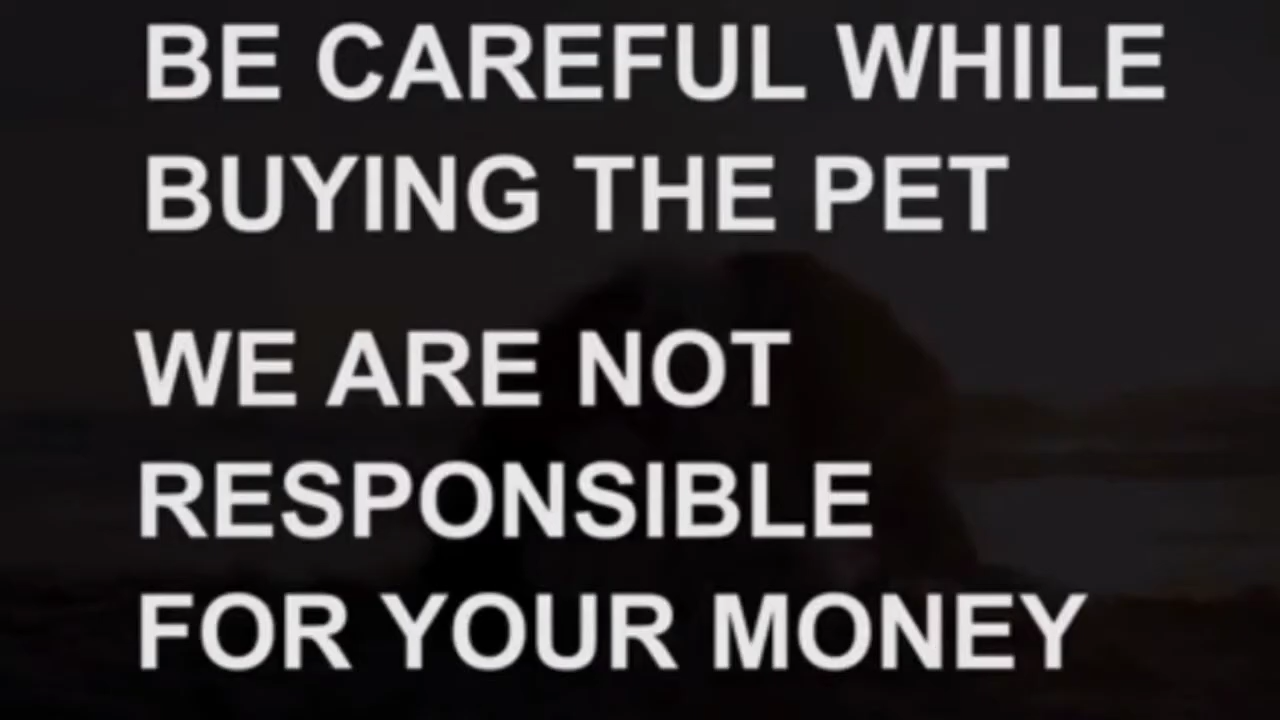 BE CAREFUL WHILE
BUYING THE PET
WE ARE NOT
RESPONSIBLE
FOR YOUR MONEY